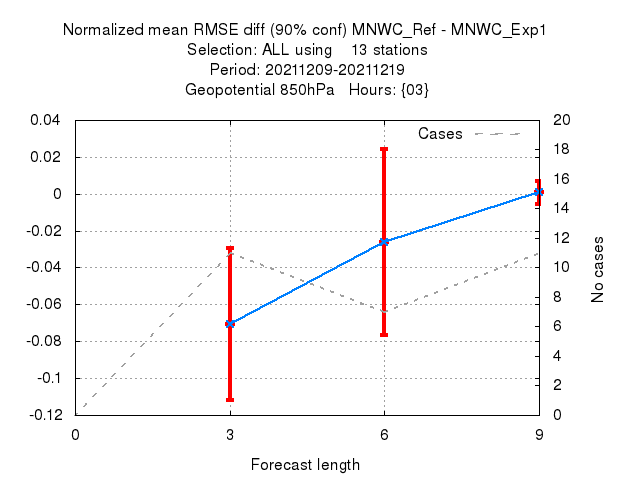 Normalized mean RMSE diff (90% conf) MNWC_Ref - MNWC_Exp1
Selection: ALL using    13 stations
Period: 20211209-20211219
Geopotential 850hPa   Hours: {03}
Cases
0.04
0.02
0
-0.02
-0.04
-0.06
-0.08
-0.1
-0.12
20
18
16
14
12
10
8
6
4
2
0
No cases
0 3 6 9
Forecast length